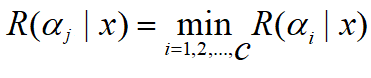 R(α_j | x) = min_{i=1,2,...,c} R(α_i | x)